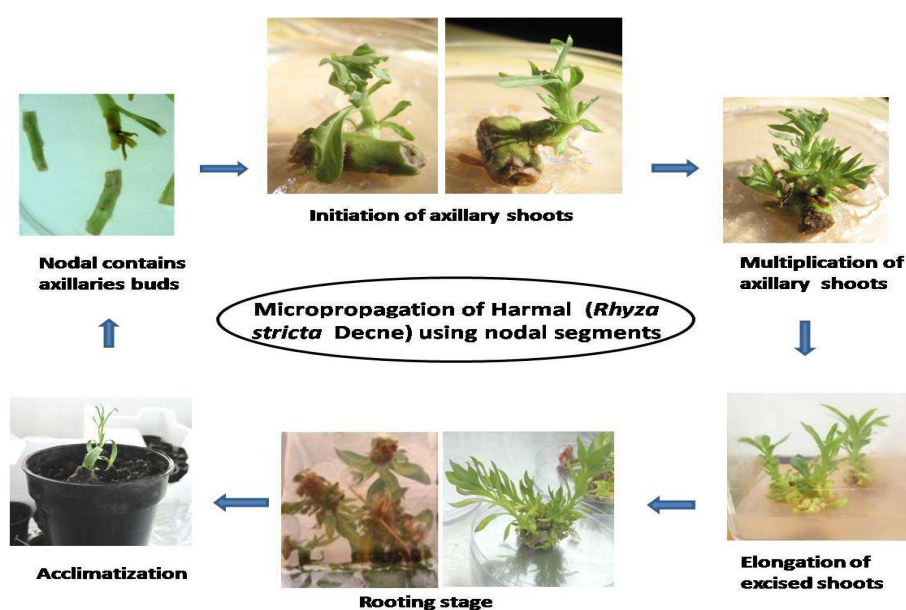 Initiation of axillary shoots
Nodal contains
axillaries buds
Multiplication of
axillary shoots
Micropropagation of Harmal (Rhyza
stricta Decne) using nodal segments
Acclimatization
Rooting stage
Elongation of
excised shoots